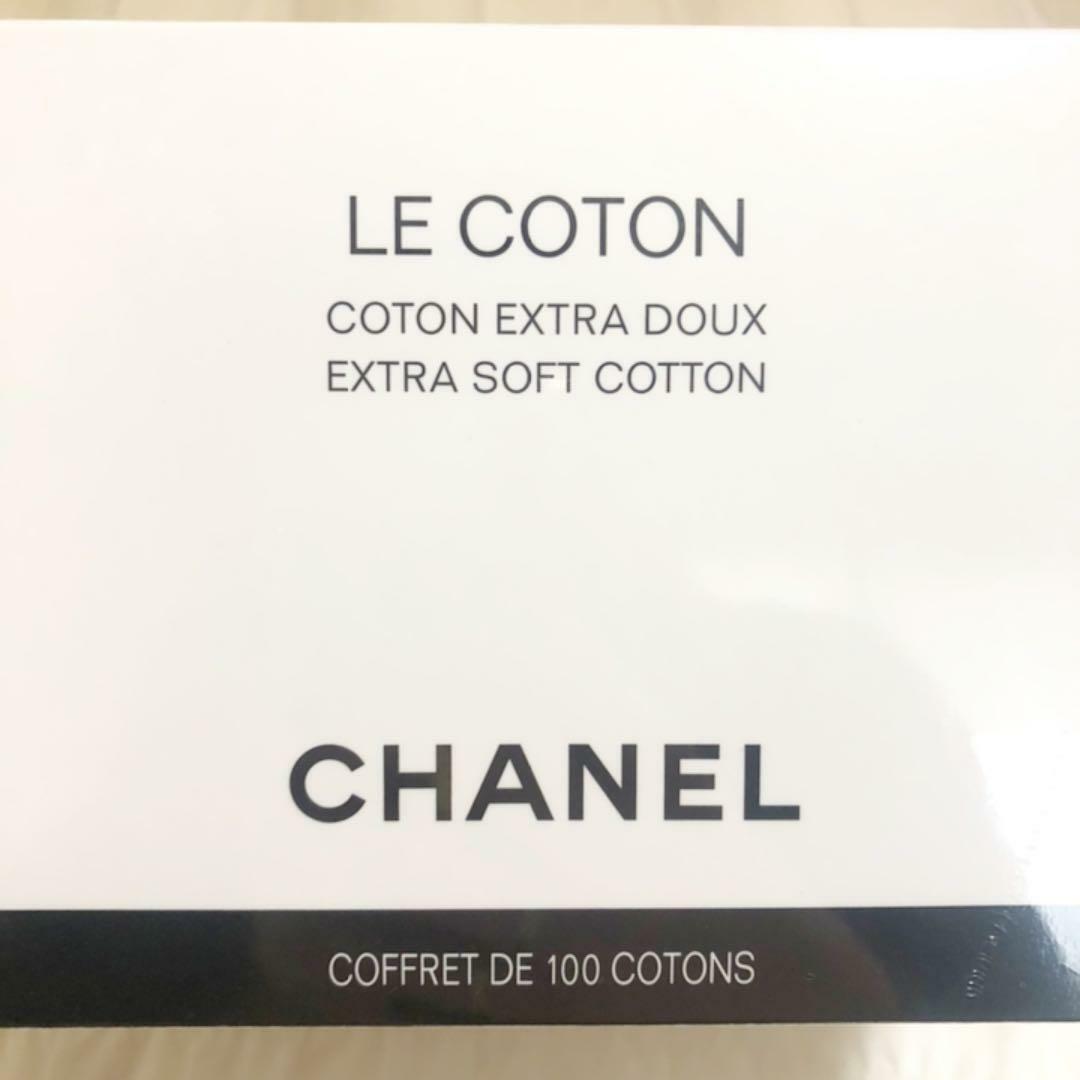 LE COTON
COTON EXTRA DOUX
EXTRA SOFT COTTON
CHANEL
COFFRET DE 100 COTONS